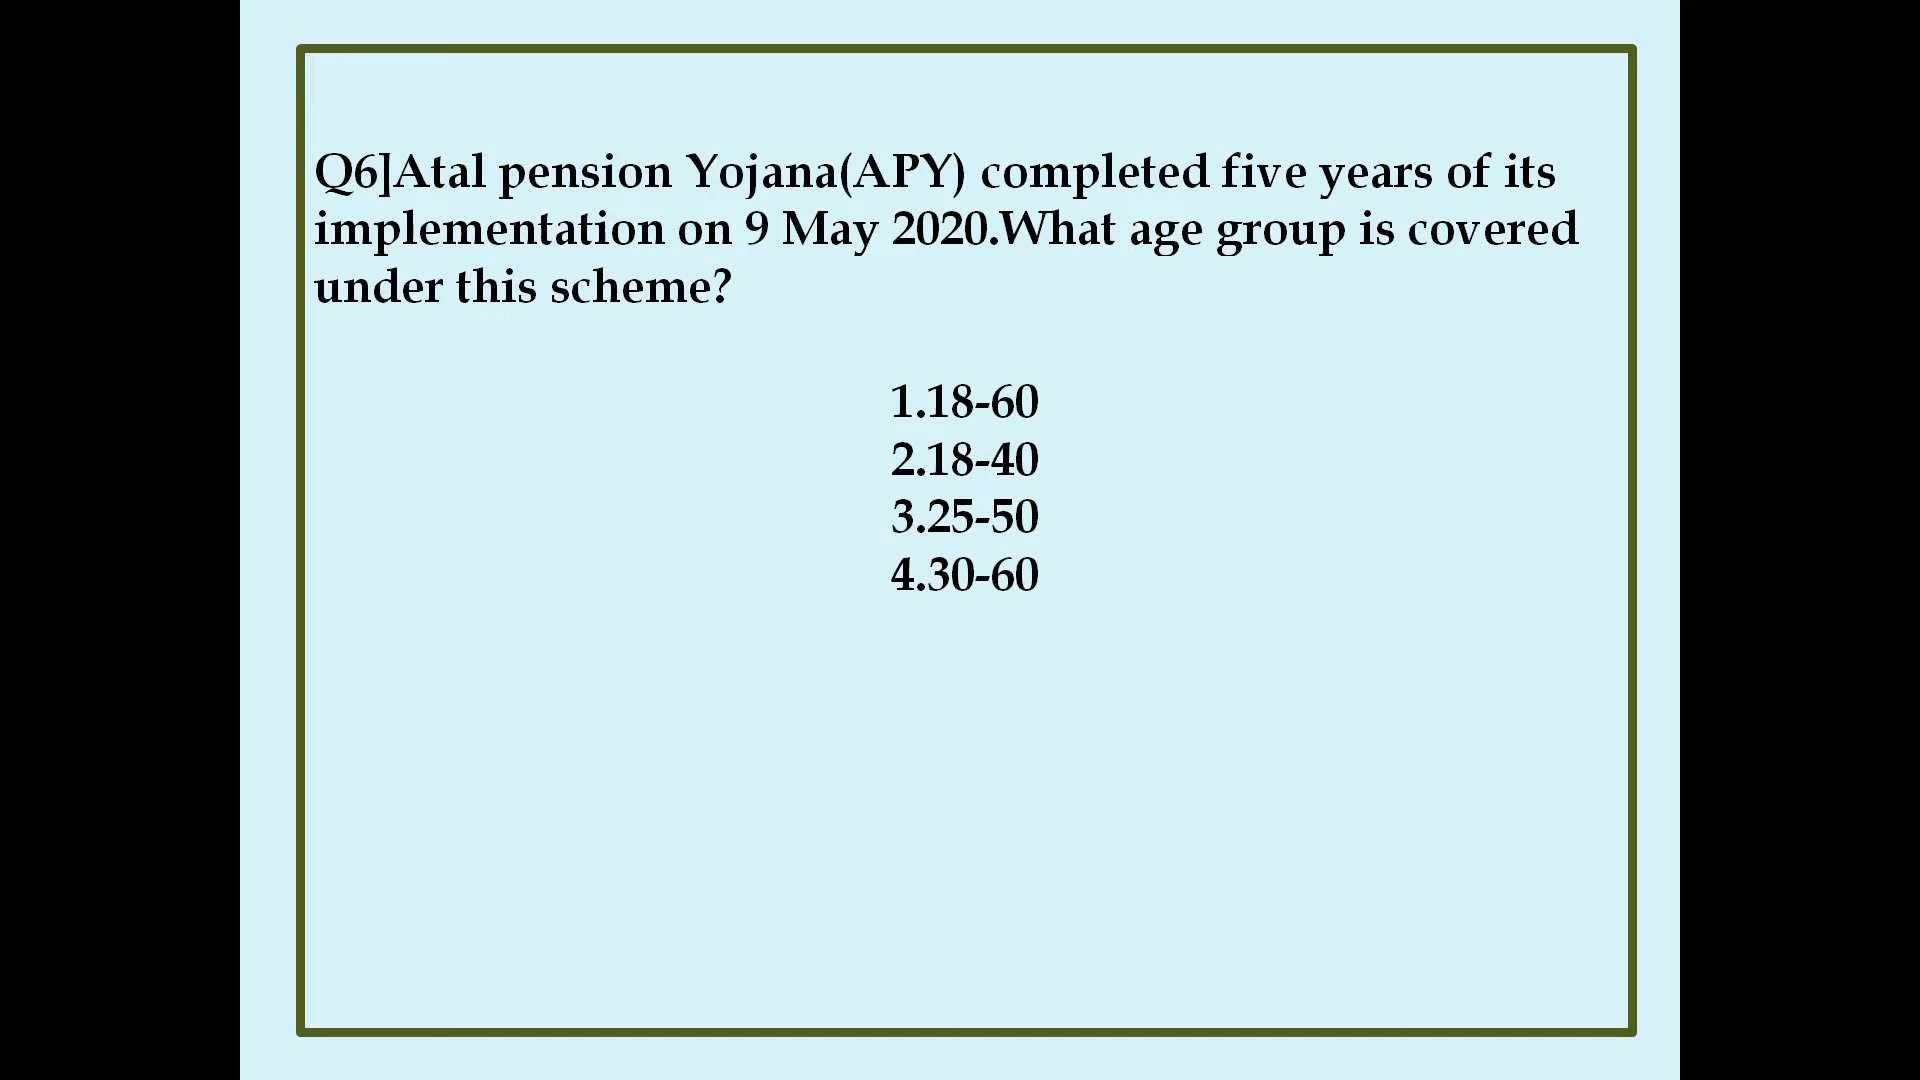 Q6]Atal pension Yojana(APY) completed five years of its
implementation on 9 May 2020.What age group is covered
under this scheme?
1.18-60
2.18-40
3.25-50
4.30-60